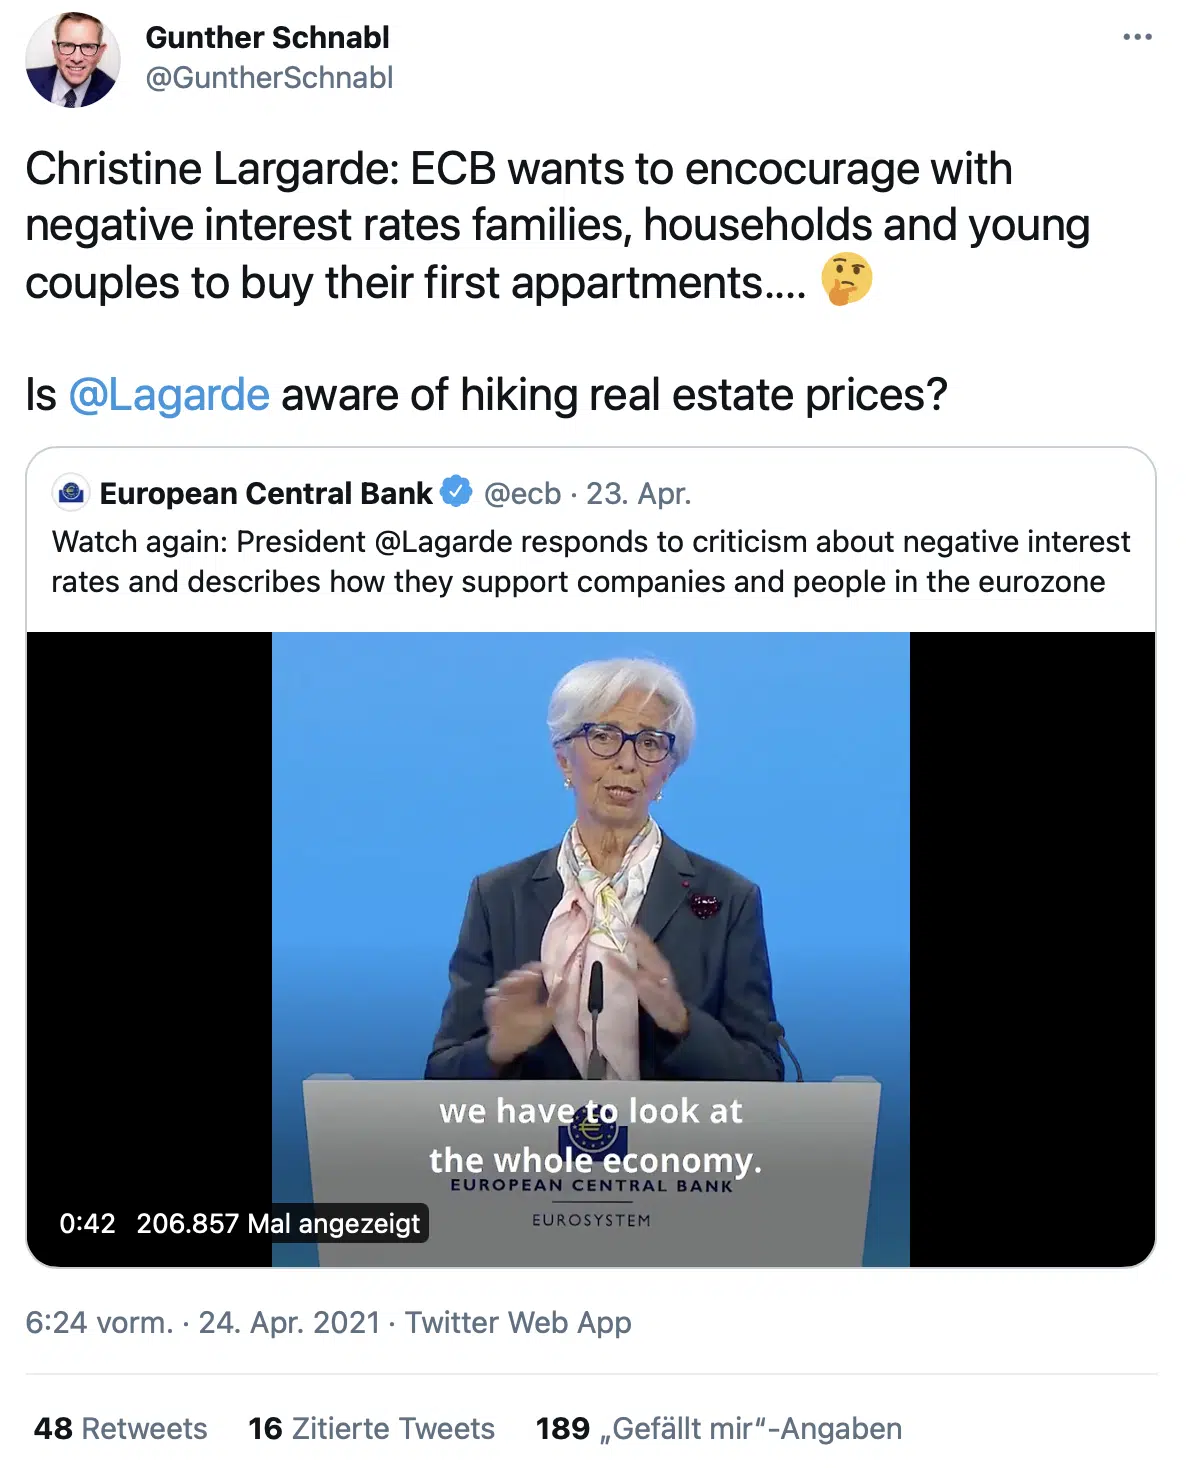 Gunther Schnabl
@GuntherSchnabl
Christine Largarde: ECB wants to encocurage with
negative interest rates families, households and young
couples to buy their first appartments.... 🤔
Is @Lagarde aware of hiking real estate prices?
European Central Bank @ecb · 23. Apr.
Watch again: President @Lagarde responds to criticism about negative interest
rates and describes how they support companies and people in the eurozone
we have to look at
the whole economy.
EUROPEAN CENTRAL BANK
EUROSYSTEM
0:42 206.857 Mal angezeigt
6:24 vorm. · 24. Apr. 2021 · Twitter Web App
48 Retweets 16 Zitierte Tweets 189 „Gefällt mir“-Angaben